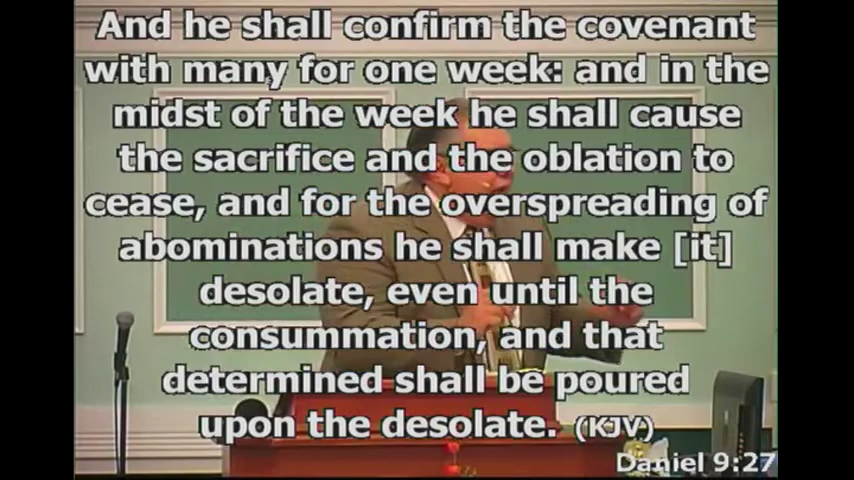 And he shall confirm the covenant
with many for one week: and in the
midst of the week he shall cause
the sacrifice and the oblation to
cease, and for the overspreading of
abominations he shall make [it]
desolate, even until the
consummation, and that
determined shall be poured
upon the desolate. (KJV)
Daniel 9:27